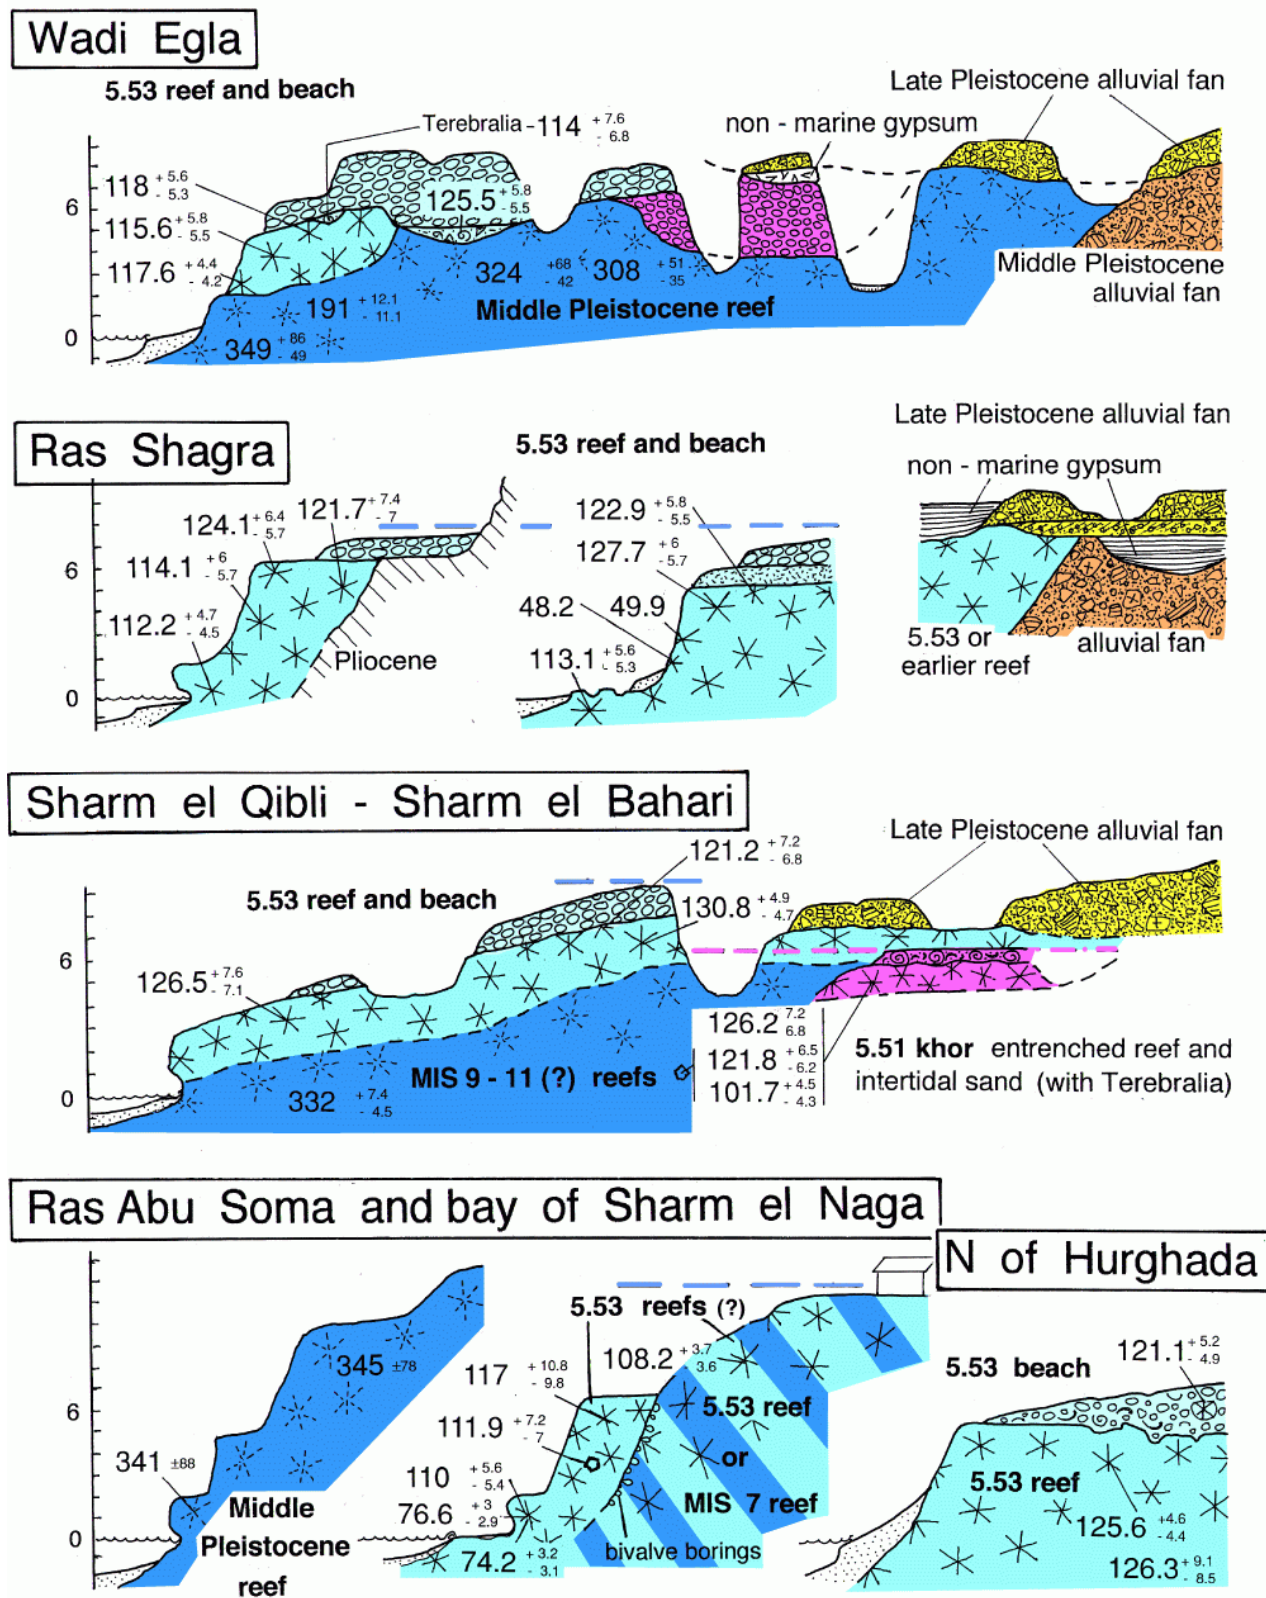 Wadi Egla
5.53 reef and beach
Late Pleistocene alluvial fan
Terebralia - 114 + 7.6 - 6.8
non - marine gypsum
118 + 5.6 - 5.3
125.5 + 5.8 - 5.5
6
115.6 + 5.8 - 5.5
117.6 + 4.4 - 4.2
324 +68 - 42
308 +51 - 35
Middle Pleistocene
alluvial fan
191 + 12.1 - 11.1
Middle Pleistocene reef
0
349 + 86 - 49
Ras Shagra
5.53 reef and beach
Late Pleistocene alluvial fan
non - marine gypsum
124.1 + 6.4 - 5.7
121.7 + 7.4 - 7
122.9 + 5.8 - 5.5
114.1 + 6 - 5.7
127.7 + 6 - 5.7
6
112.2 + 4.7 - 4.5
48.2
49.9
Pliocene
113.1 + 5.6 - 5.3
5.53 or
earlier reef
alluvial fan
0
Sharm el Qibli - Sharm el Bahari
Late Pleistocene alluvial fan
121.2 + 7.2 - 6.8
5.53 reef and beach
130.8 + 4.9 - 4.7
6
126.5 + 7.6 - 7.1
126.2 7.2 6.8
121.8 + 6.5 - 6.2
101.7 + 4.5 - 4.3
5.51 khor entrenched reef and
intertidal sand (with Terebralia)
MIS 9 - 11 (?) reefs
0
332 + 7.4 - 4.5
Ras Abu Soma and bay of Sharm el Naga
N of Hurghada
5.53 reefs (?)
345 ±78
117 + 10.8 - 9.8
108.2 + 3.7 - 3.6
5.53 beach
121.1 + 5.2 - 4.9
6
111.9 + 7.2 - 7
5.53 reef
or
MIS 7 reef
341 ±88
110 + 5.6 - 5.4
76.6 + 3 - 2.9
5.53 reef
Middle
Pleistocene
reef
0
74.2 + 3.2 - 3.1
bivalve borings
125.6 + 4.6 - 4.4
126.3 + 9.1 - 8.5